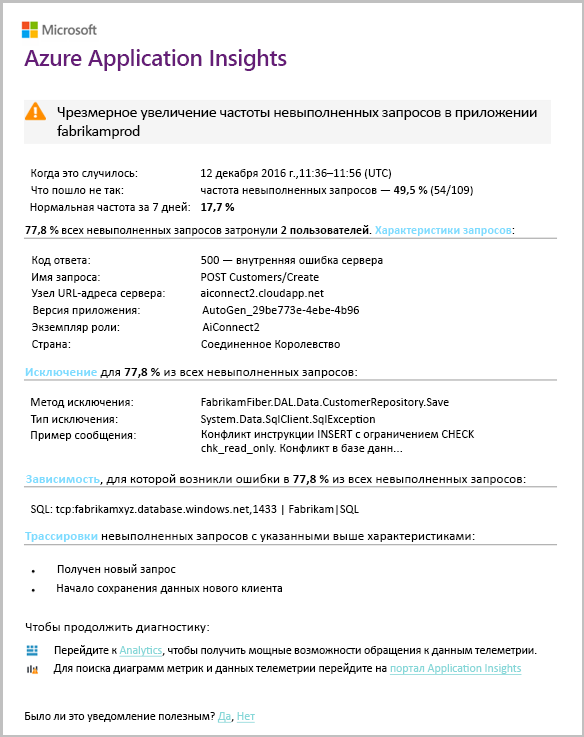 Microsoft
Azure Application Insights
Чрезмерное увеличение частоты невыполненных запросов в приложении
fabrikamprod
Когда это случилось: 12 декабря 2016 г.,11:36–11:56 (UTC)
Что пошло не так: частота невыполненных запросов — 49,5 % (54/109)
Нормальная частота за 7 дней: 17,7 %
77,8 % всех невыполненных запросов затронули 2 пользователей. Характеристики запросов:
Код ответа: 500 — внутренняя ошибка сервера
Имя запроса: POST Customers/Create
Узел URL-адреса сервера: aiconnect2.cloudapp.net
Версия приложения: AutoGen_29be773e-4ebe-4b96
Экземпляр роли: AiConnect2
Страна: Соединенное Королевство
Исключение для 77,8 % из всех невыполненных запросов:
Метод исключения: FabrikamFiber.DAL.Data.CustomerRepository.Save
Тип исключения: System.Data.SqlClient.SqlException
Пример сообщения: Конфликт инструкции INSERT с ограничением CHECK
chk_read_only. Конфликт в базе данн...
Зависимость, для которой возникли ошибки в 77,8 % из всех невыполненных запросов:
SQL: tcp:fabrikamxyz.database.windows.net,1433 | Fabrikam|SQL
Трассировки невыполненных запросов с указанными выше характеристиками:
• Получен новый запрос
• Начало сохранения данных нового клиента
Чтобы продолжить диагностику:
Перейдите к Analytics, чтобы получить мощные возможности обращения к данным телеметрии.
Для поиска диаграмм метрик и данных телеметрии перейдите на портал Application Insights
Было ли это уведомление полезным? Да, Нет